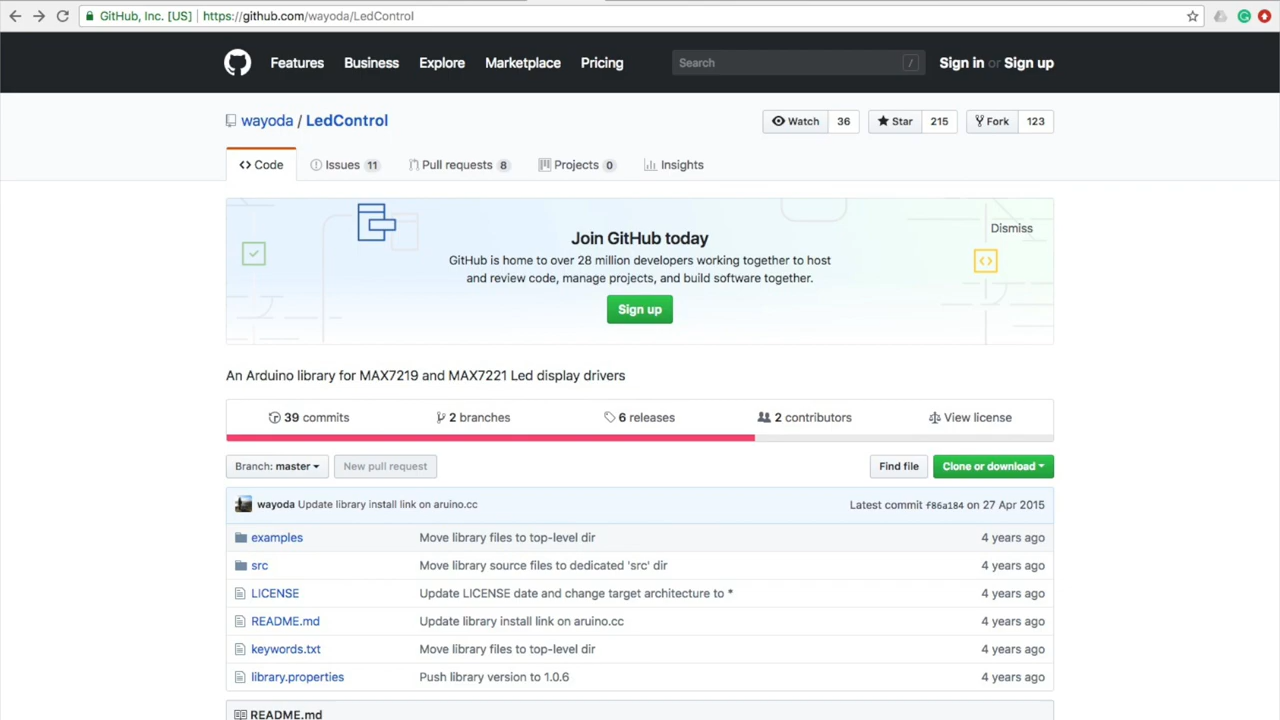 GitHub, Inc. [US] https://github.com/wayoda/LedControl
Features Business Explore Marketplace Pricing Search / Sign in or Sign up
wayoda / LedControl Watch 36 Star 215 Fork 123
Code Issues 11 Pull requests 8 Projects 0 Insights
Dismiss
Join GitHub today
GitHub is home to over 28 million developers working together to host
and review code, manage projects, and build software together.
Sign up
An Arduino library for MAX7219 and MAX7221 Led display drivers
39 commits 2 branches 6 releases 2 contributors View license
Branch: master New pull request Find file Clone or download
wayoda Update library install link on aruino.cc Latest commit f86a184 on 27 Apr 2015
examples Move library files to top-level dir 4 years ago
src Move library source files to dedicated 'src' dir 4 years ago
LICENSE Update LICENSE date and change target architecture to * 4 years ago
README.md Update library install link on aruino.cc 4 years ago
keywords.txt Move library files to top-level dir 4 years ago
library.properties Push library version to 1.0.6 4 years ago
README.md